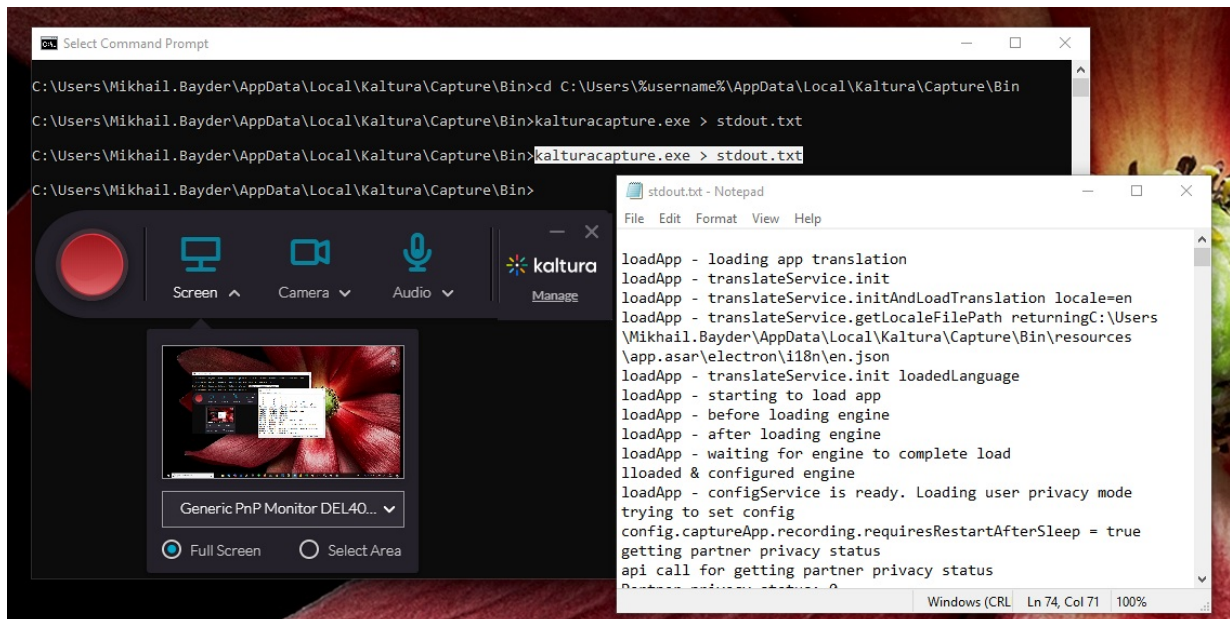 Select Command Prompt
C:\Users\Mikhail.Bayder\AppData\Local\Kaltura\Capture\Bin>cd C:\Users\%username%\AppData\Local\Kaltura\Capture\Bin
C:\Users\Mikhail.Bayder\AppData\Local\Kaltura\Capture\Bin>kalturacapture.exe > stdout.txt
C:\Users\Mikhail.Bayder\AppData\Local\Kaltura\Capture\Bin>kalturacapture.exe > stdout.txt
C:\Users\Mikhail.Bayder\AppData\Local\Kaltura\Capture\Bin>
Screen
Camera
Audio
kaltura
Manage
Generic PnP Monitor DEL40...
Full Screen
Select Area
stdout.txt - Notepad
File Edit Format View Help
loadApp - loading app translation
loadApp - translateService.init
loadApp - translateService.initAndLoadTranslation locale=en
loadApp - translateService.getLocaleFilePath returningC:\Users
\Mikhail.Bayder\AppData\Local\Kaltura\Capture\Bin\resources
\app.asar\electron\i18n\en.json
loadApp - translateService.init loadedLanguage
loadApp - starting to load app
loadApp - before loading engine
loadApp - after loading engine
loadApp - waiting for engine to complete load
lloaded & configured engine
loadApp - configService is ready. Loading user privacy mode
trying to set config
config.captureApp.recording.requiresRestartAfterSleep = true
getting partner privacy status
api call for getting partner privacy status
Partner privacy status: 0
Windows (CRL
Ln 74, Col 71
100%